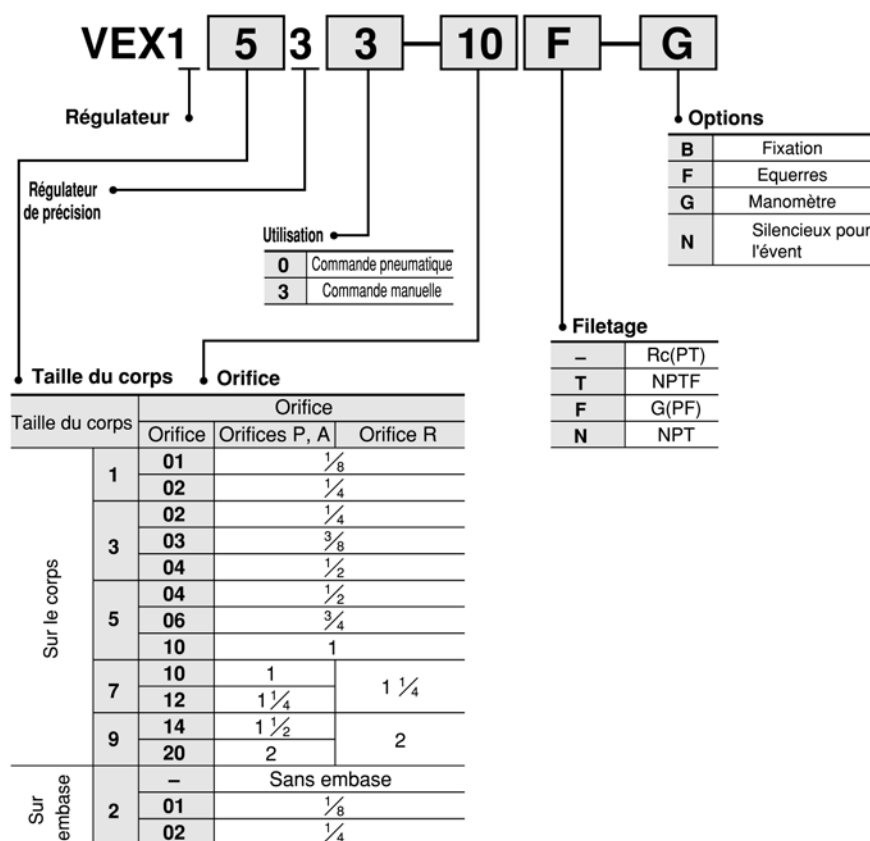 VEX1 5 3 3 - 10 F - G
Régulateur
Options
B Fixation
F Equerres
G Manomètre
N Silencieux pour
l'évent
Régulateur
de précision
Utilisation
0 Commande pneumatique
3 Commande manuelle
Filetage
– Rc(PT)
T NPTF
F G(PF)
N NPT
Taille du corps
Orifice
Taille du corps Orifice
Orifice Orifices P, A Orifice R
Sur le corps
1 01 1/8
02 1/4
3 02 1/4
03 3/8
04 1/2
5 04 1/2
06 3/4
10 1
7 10 1 1 1/4
12 1 1/4
9 14 1 1/2 2
20 2
Sur
embase
2 – Sans embase
01 1/8
02 1/4